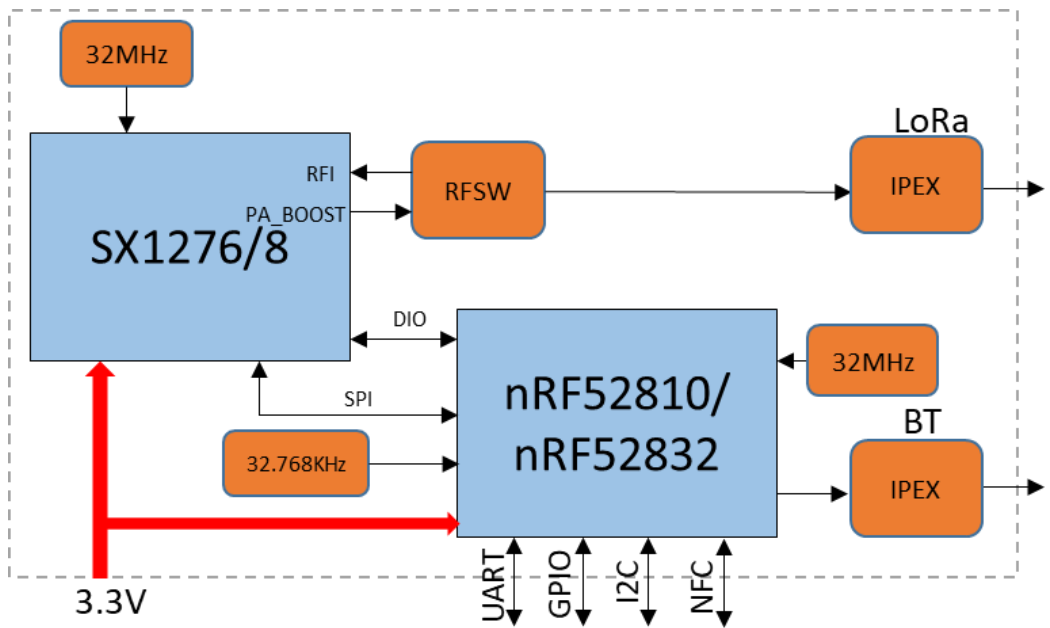 32MHz
LoRa
RFI
RFSW
IPEX
PA_BOOST
SX1276/8
DIO
32MHz
nRF52810/
nRF52832
SPI
BT
32.768KHz
IPEX
UART
GPIO
I2C
NFC
3.3V